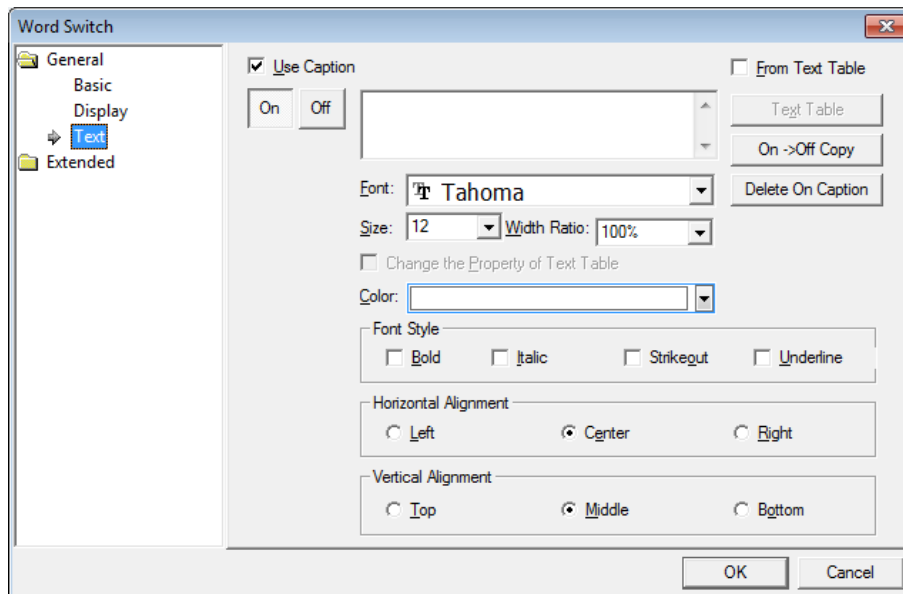 Word Switch
General
Basic
Display
Text
Extended
Use Caption
From Text Table
On Off
Text Table
On ->Off Copy
Delete On Caption
Font: Tahoma
Size: 12 Width Ratio: 100%
Change the Property of Text Table
Color:
Font Style
Bold Italic Strikeout Underline
Horizontal Alignment
Left Center Right
Vertical Alignment
Top Middle Bottom
OK Cancel